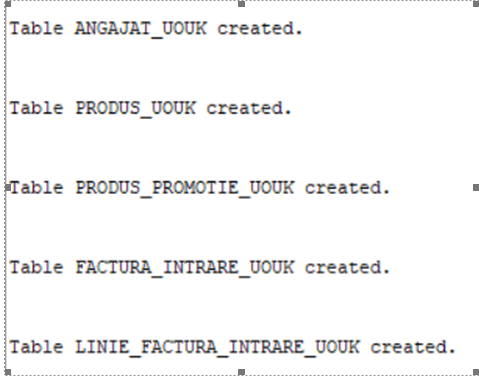 Table ANGAJAT_UOUK created.
Table PRODUS_UOUK created.
Table PRODUS_PROMOTIE_UOUK created.
Table FACTURA_INTRARE_UOUK created.
Table LINIE_FACTURA_INTRARE_UOUK created.